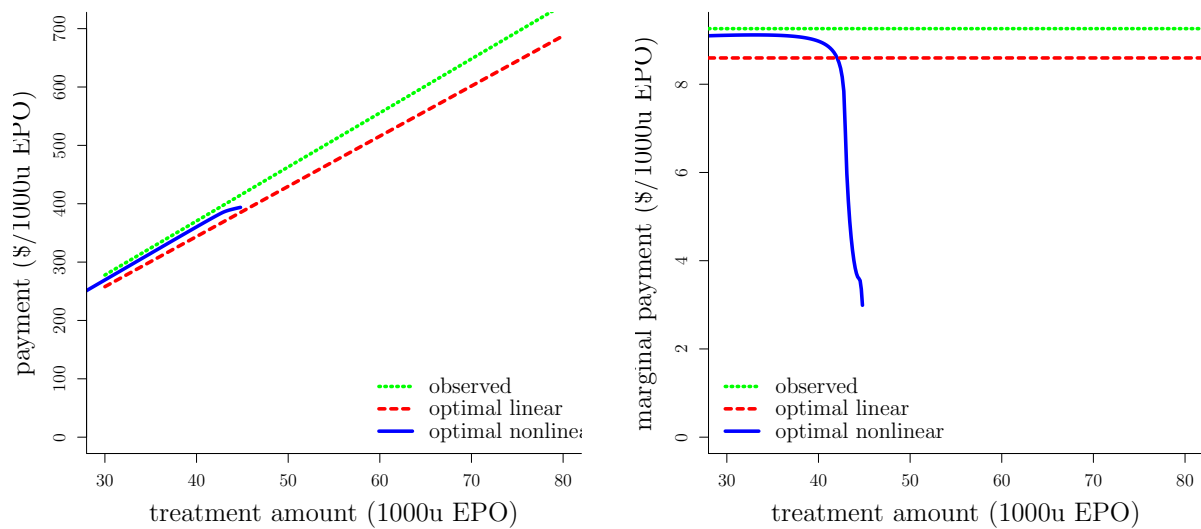 payment ($/1000u EPO)
700
600
500
400
300
200
100
0
observed
optimal linear
optimal nonlinea
30 40 50 60 70 80
treatment amount (1000u EPO)
marginal payment ($/1000u EPO)
8
6
4
2
0
observed
optimal linear
optimal nonlinear
30 40 50 60 70 80
treatment amount (1000u EPO)